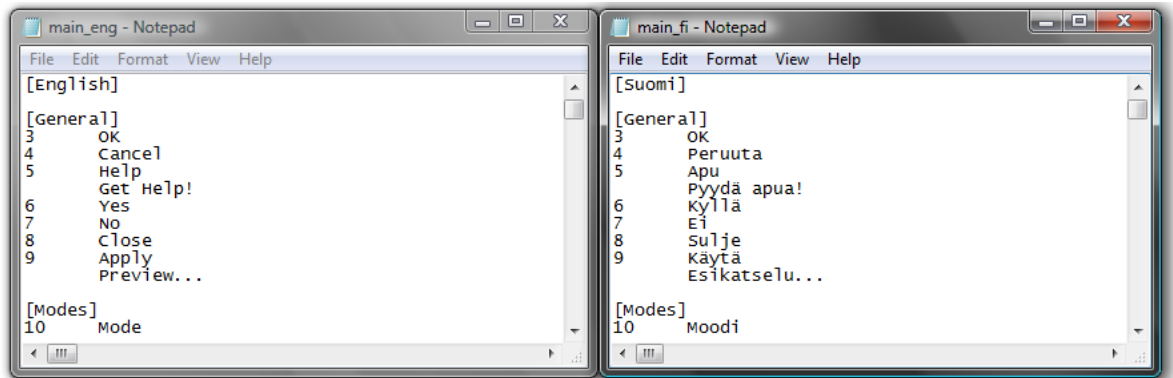 main_eng - Notepad
File Edit Format View Help
[English]
[General]
3 OK
4 Cancel
5 Help
Get Help!
6 Yes
7 No
8 Close
9 Apply
Preview...
[Modes]
10 Mode
main_fi - Notepad
File Edit Format View Help
[Suomi]
[General]
3 OK
4 Peruuta
5 Apu
Pyydä apua!
6 Kyllä
7 Ei
8 Sulje
9 Käytä
Esikatselu...
[Modes]
10 Moodi